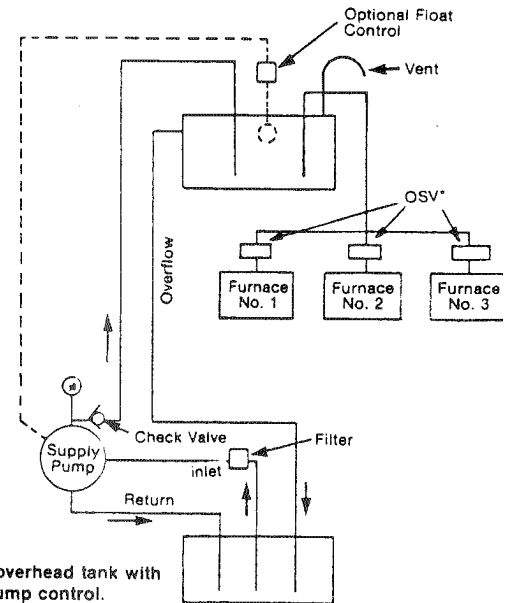 Optional Float
Control
Vent
OSV*
Overflow
Furnace
No. 1
Furnace
No. 2
Furnace
No. 3
Check Valve
Filter
Supply
Pump
inlet
Return
overhead tank with
ump control.